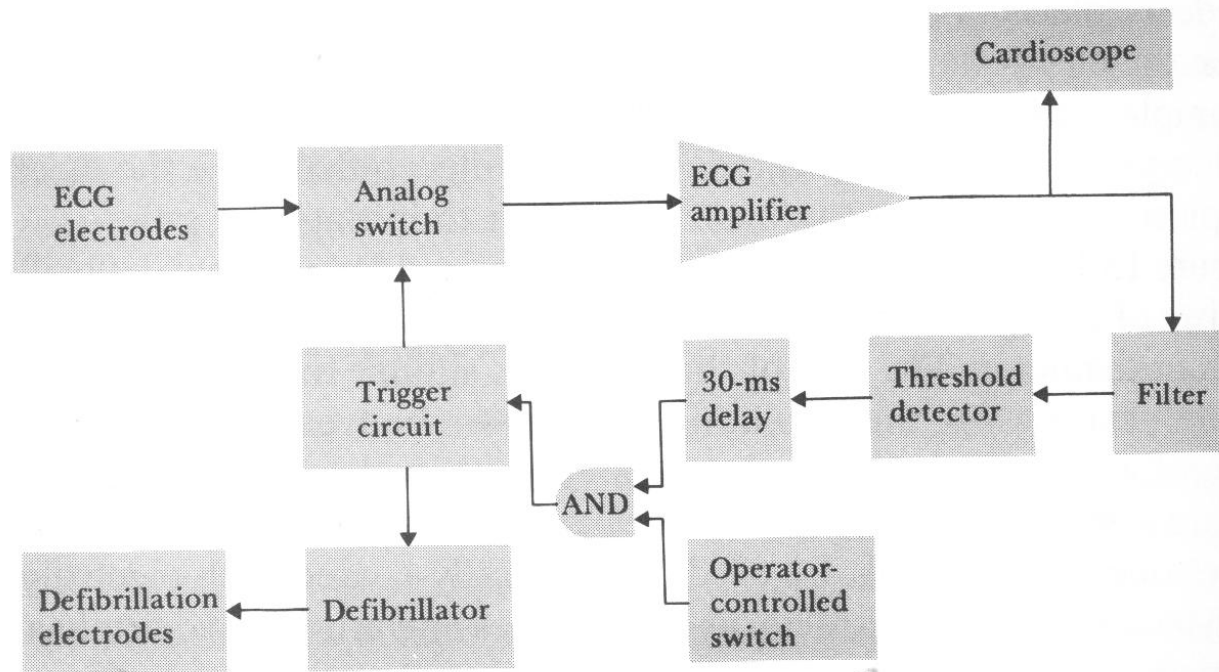 Cardioscope
ECG
electrodes
Analog
switch
ECG
amplifier
Trigger
circuit
30-ms
delay
Threshold
detector
Filter
AND
Defibrillation
electrodes
Defibrillator
Operator-
controlled
switch